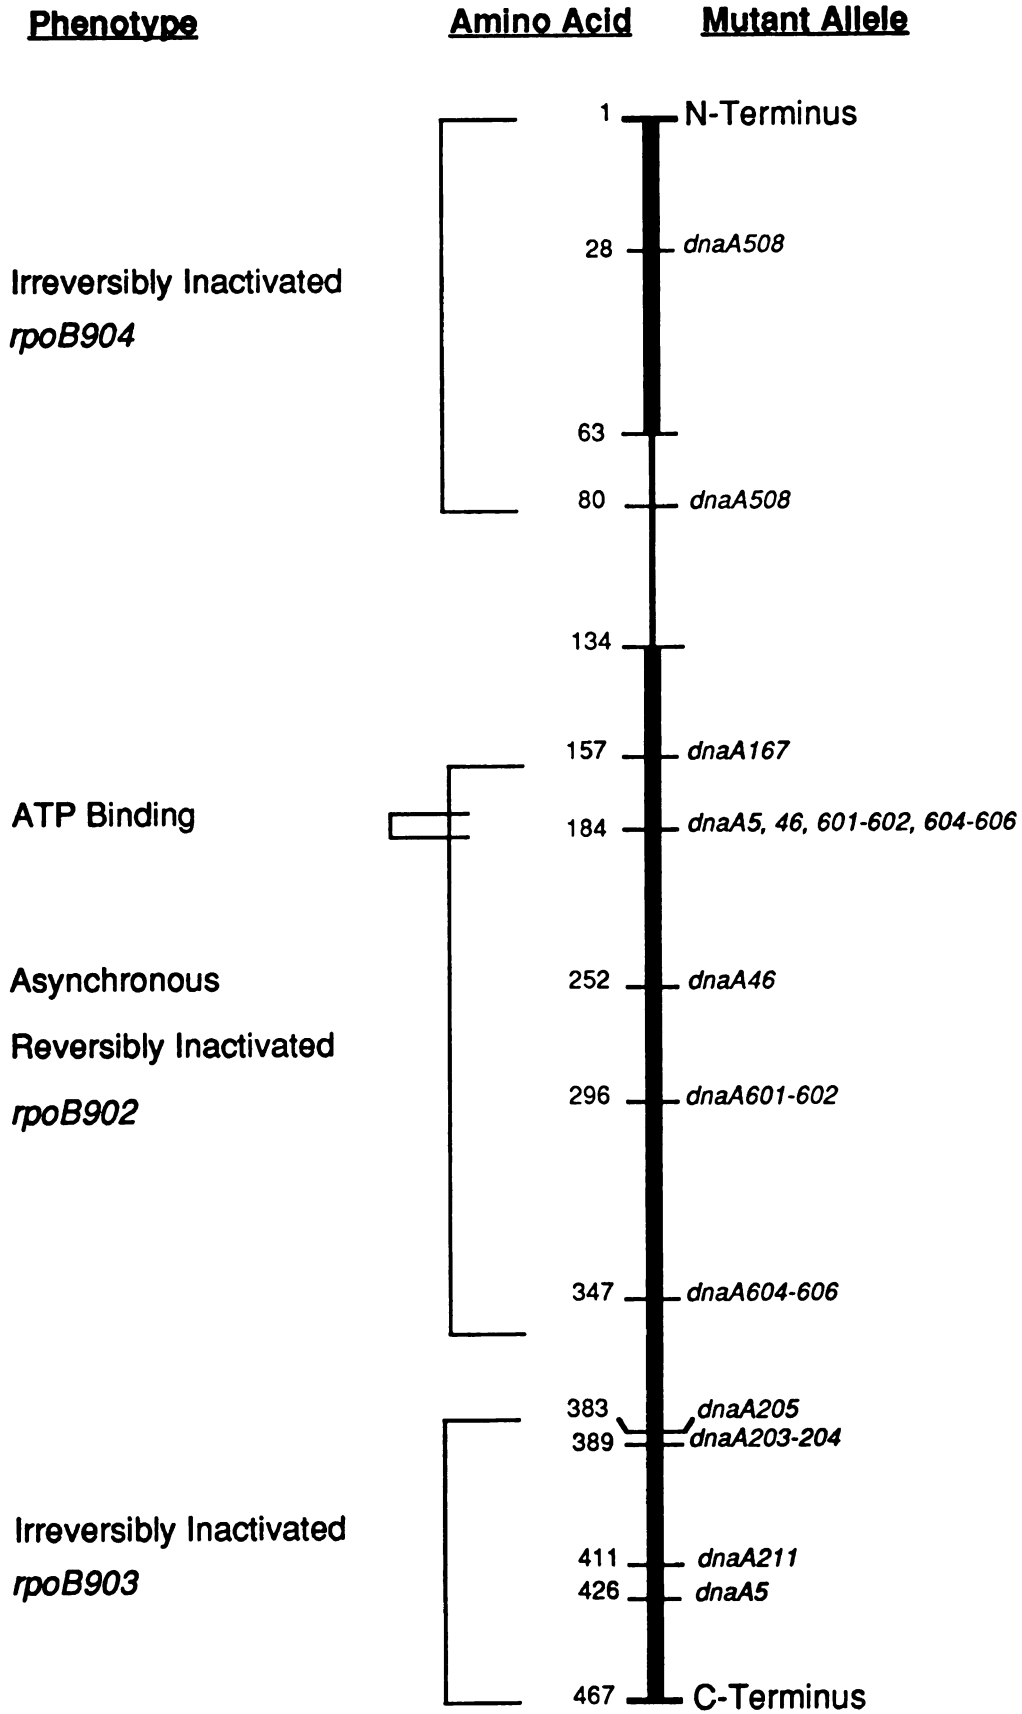 Phenotype Amino Acid Mutant Allele
1 N-Terminus
28 dnaA508
Irreversibly Inactivated
rpoB904
63
80 dnaA508
134
157 dnaA167
ATP Binding 184 dnaA5, 46, 601-602, 604-606
Asynchronous 252 dnaA46
Reversibly Inactivated
296 dnaA601-602
rpoB902
347 dnaA604-606
383 dnaA205
389 dnaA203-204
Irreversibly Inactivated
411 dnaA211
rpoB903
426 dnaA5
467 C-Terminus